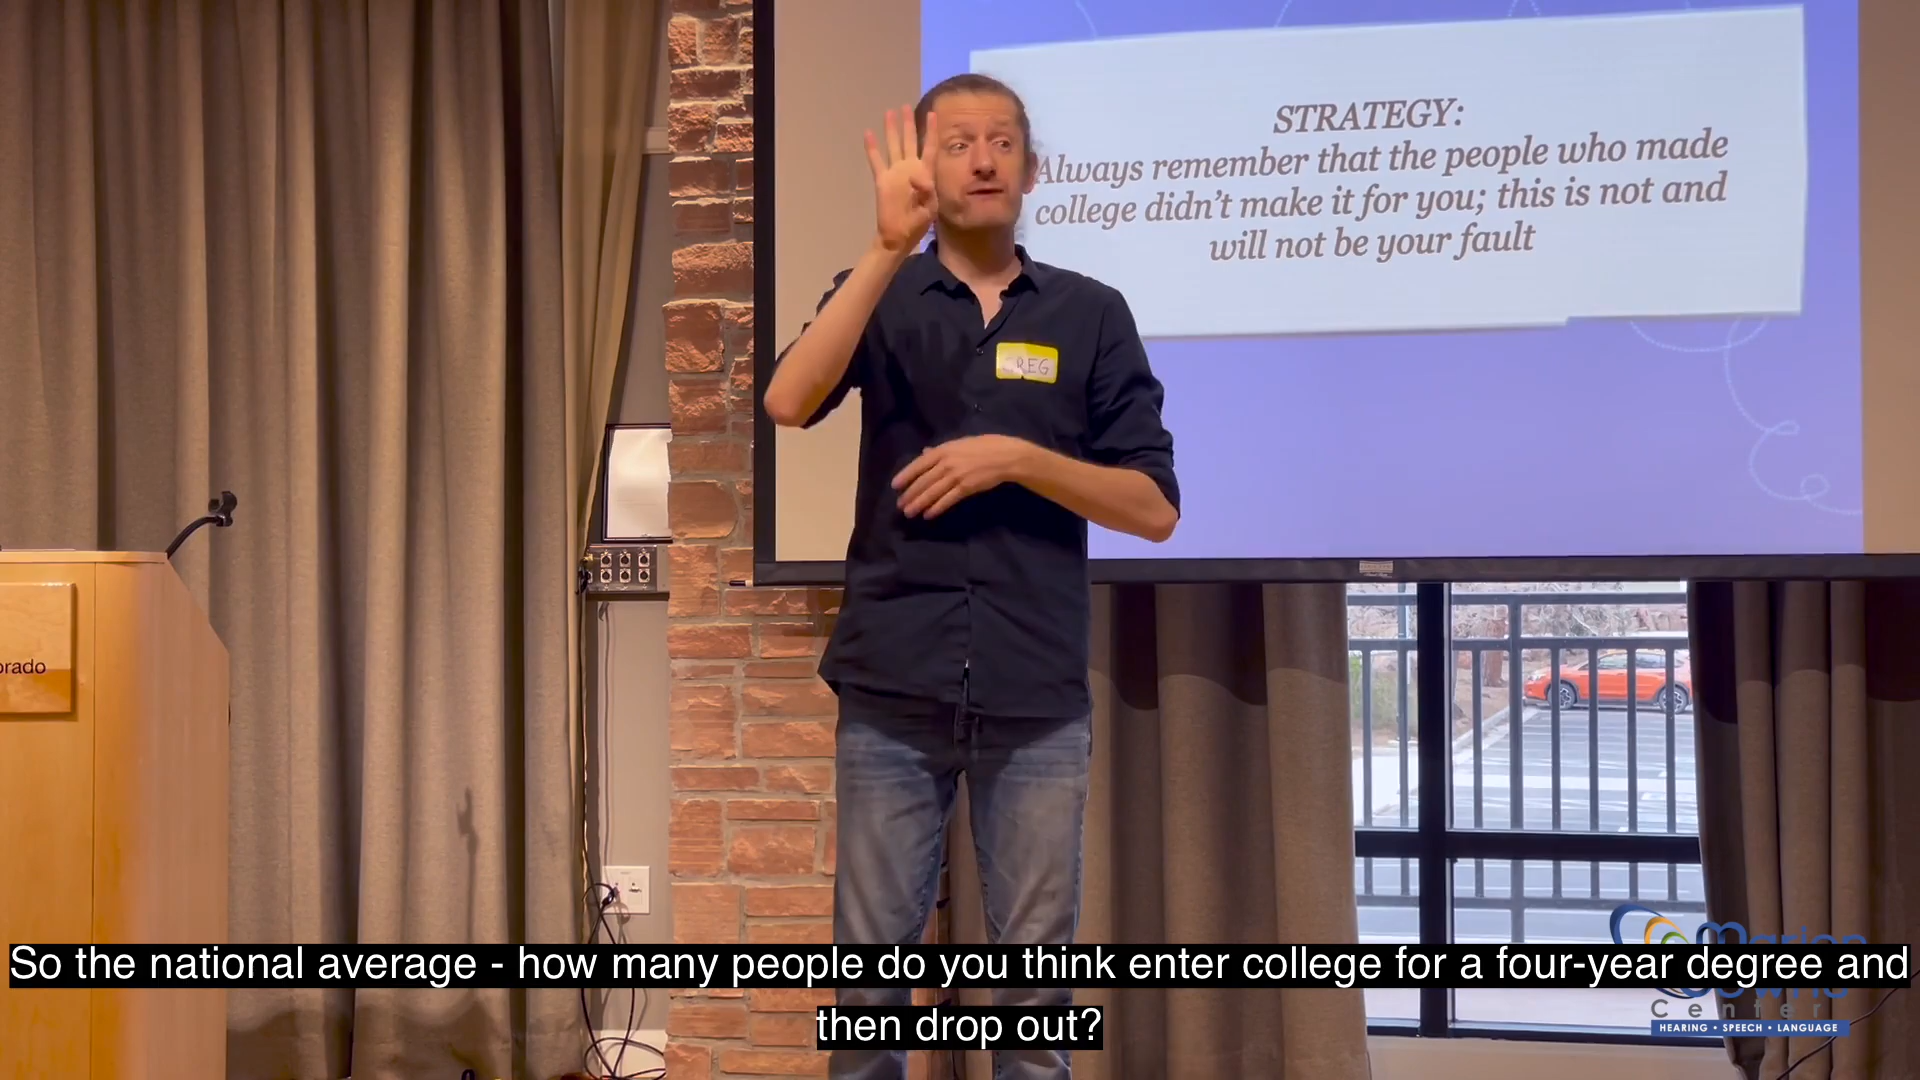 STRATEGY:
Always remember that the people who made
college didn't make it for you; this is not and
will not be your fault
REG
orado
So the national average - how many people do you think enter college for a four-year degree and
then drop out?
Center
HEARING • SPEECH • LANGUAGE